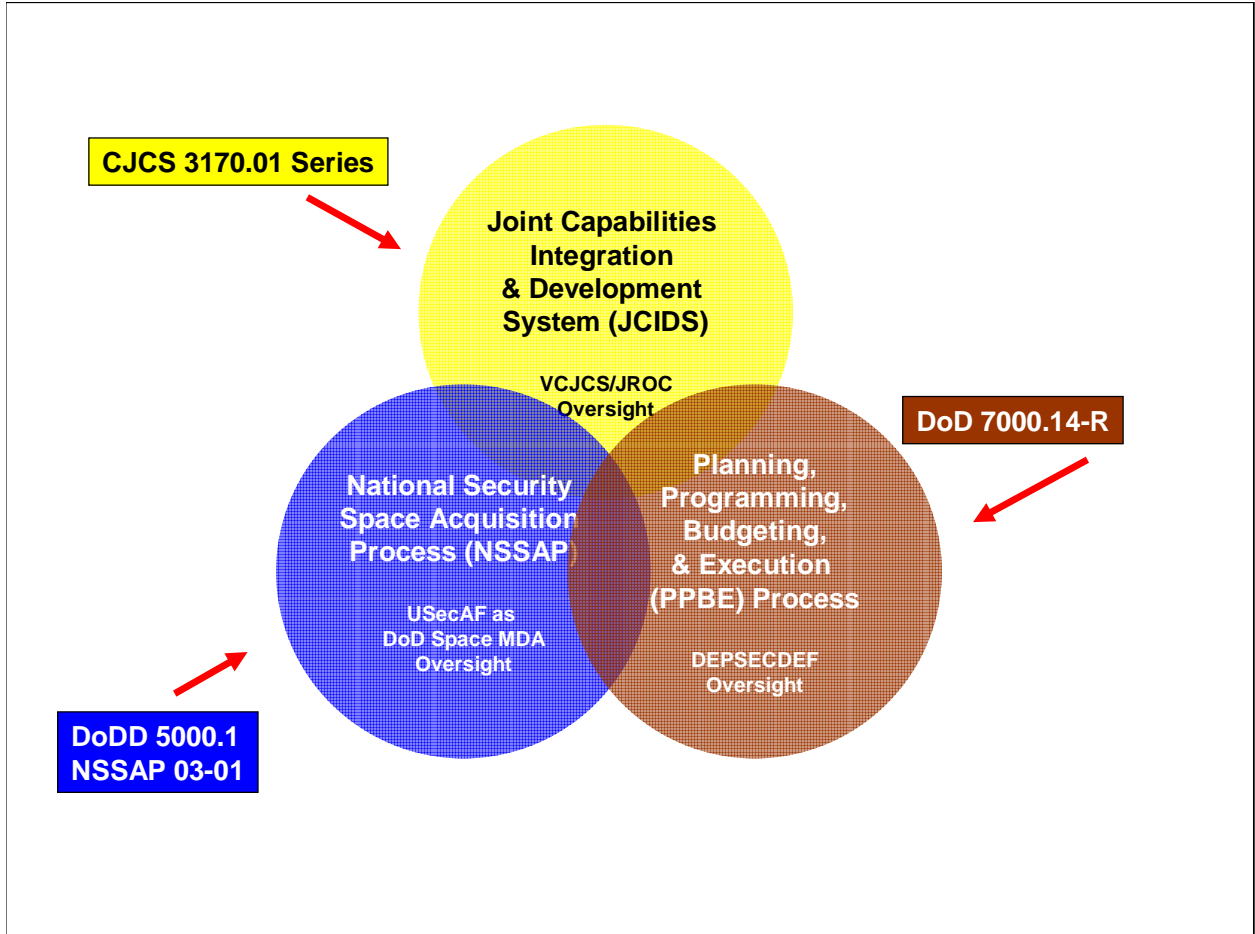 CJCS 3170.01 Series
Joint Capabilities
Integration
& Development
System (JCIDS)
VCJCS/JROC
Oversight
DoD 7000.14-R
National Security
Space Acquisition
Process (NSSAP)
USecAF as
DoD Space MDA
Oversight
Planning,
Programming,
Budgeting,
& Execution
(PPBE) Process
DEPSECDEF
Oversight
DoDD 5000.1
NSSAP 03-01